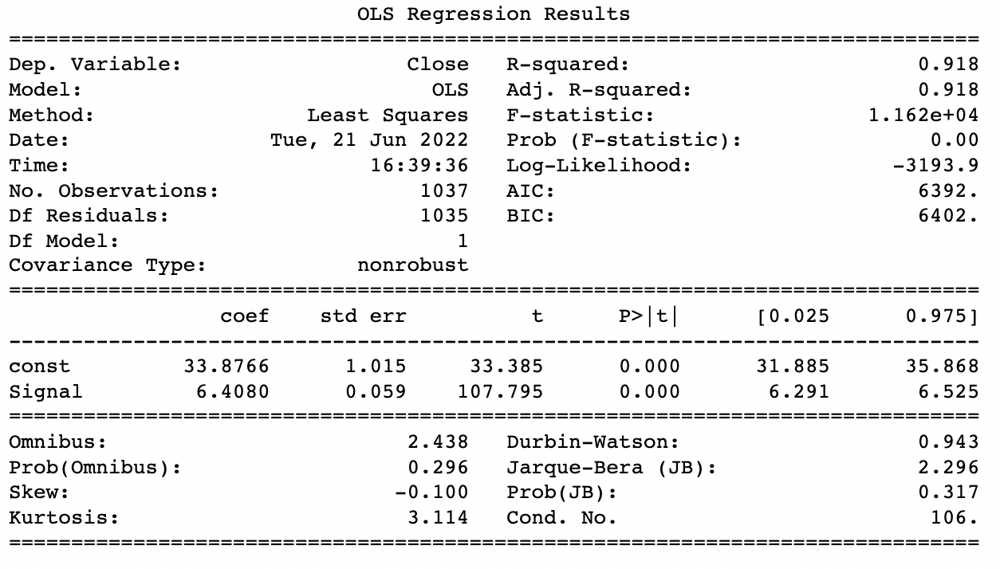 OLS Regression Results
==============================================================================
Dep. Variable:                  Close   R-squared:                       0.918
Model:                            OLS   Adj. R-squared:                  0.918
Method:                 Least Squares   F-statistic:                 1.162e+04
Date:                Tue, 21 Jun 2022   Prob (F-statistic):               0.00
Time:                        16:39:36   Log-Likelihood:                -3193.9
No. Observations:                1037   AIC:                             6392.
Df Residuals:                    1035   BIC:                             6402.
Df Model:                           1
Covariance Type:            nonrobust
==============================================================================
                 coef    std err          t      P>|t|      [0.025      0.975]
------------------------------------------------------------------------------
const         33.8766      1.015     33.385      0.000      31.885      35.868
Signal         6.4080      0.059    107.795      0.000       6.291       6.525
==============================================================================
Omnibus:                        2.438   Durbin-Watson:                   0.943
Prob(Omnibus):                  0.296   Jarque-Bera (JB):                2.296
Skew:                          -0.100   Prob(JB):                        0.317
Kurtosis:                       3.114   Cond. No.                         106.
==============================================================================